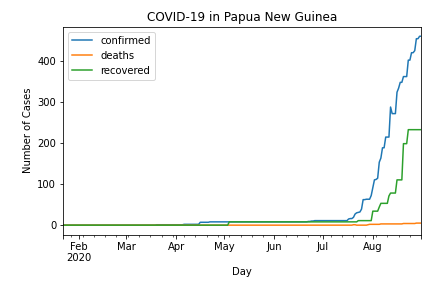 COVID-19 in Papua New Guinea
confirmed
deaths
recovered
400
300
200
100
0
Number of Cases
Feb Mar Apr May Jun Jul Aug
2020
Day